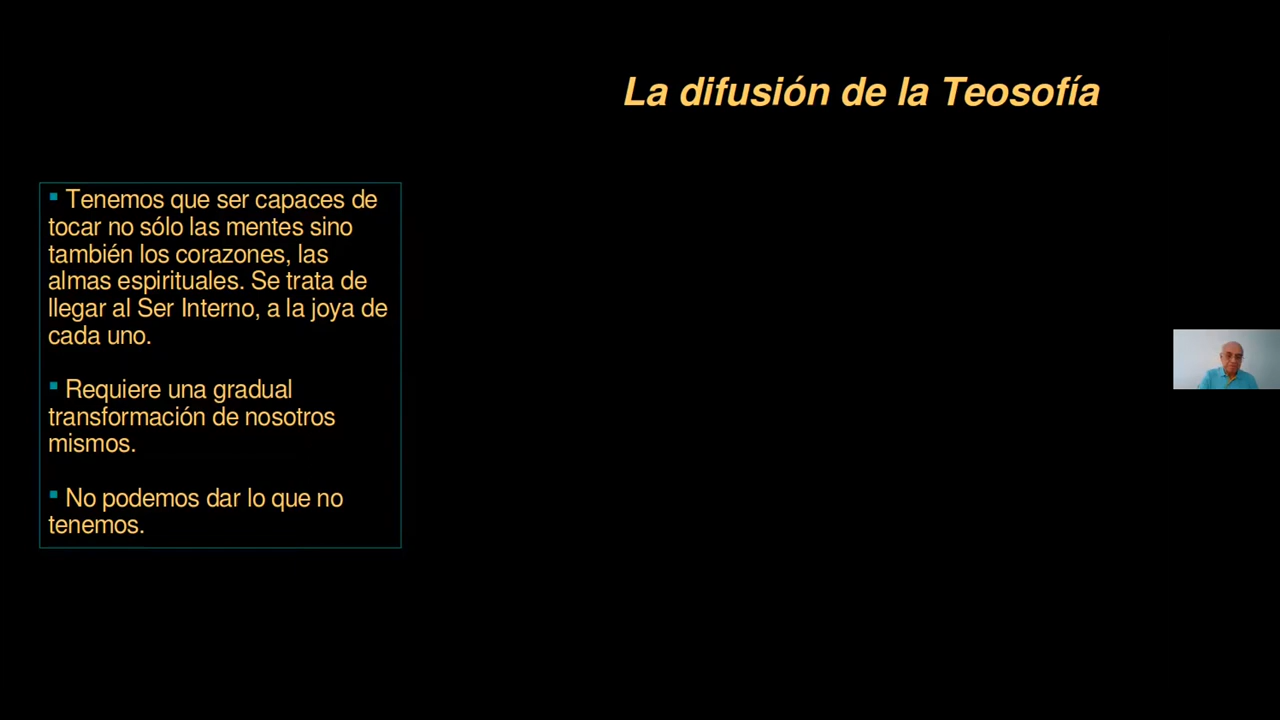 La difusión de la Teosofía
▪ Tenemos que ser capaces de
tocar no sólo las mentes sino
también los corazones, las
almas espirituales. Se trata de
llegar al Ser Interno, a la joya de
cada uno.
▪ Requiere una gradual
transformación de nosotros
mismos.
▪ No podemos dar lo que no
tenemos.